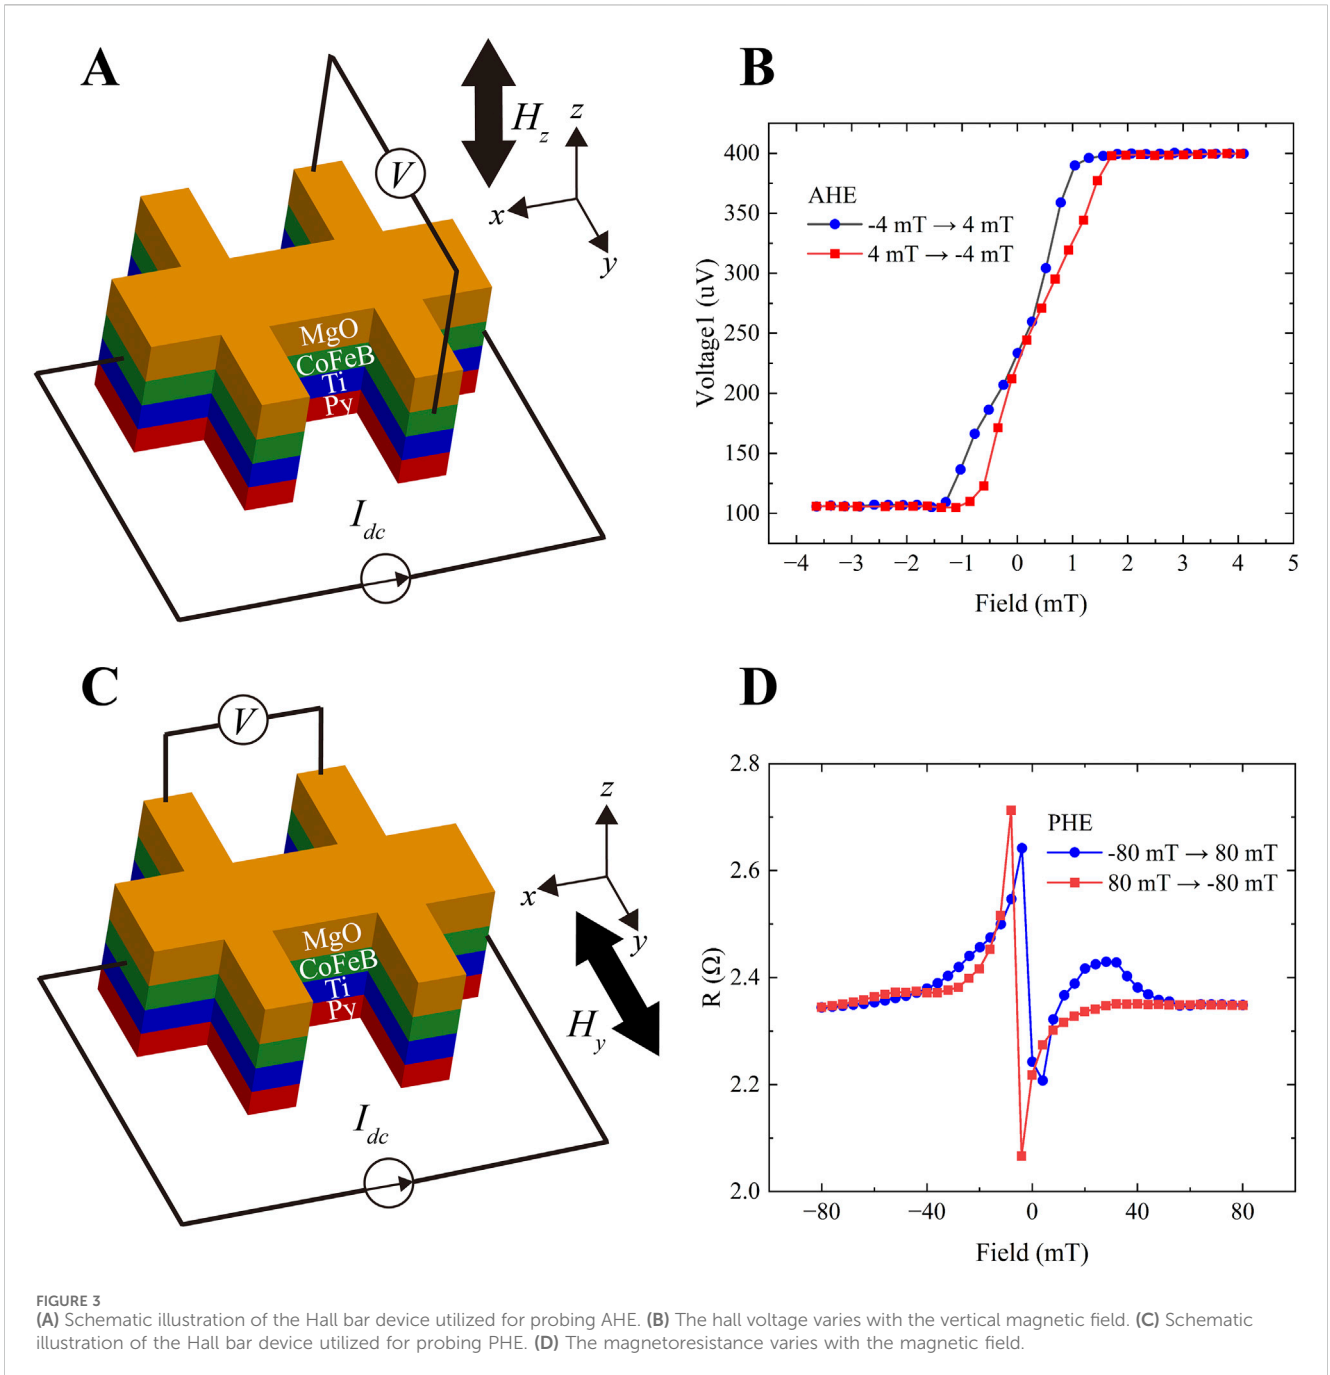 A
H_z
z
x
y
V
MgO
CoFeB
Ti
Py
I_dc
B
400
350
300
250
200
150
100
Voltage1 (uV)
AHE
-4 mT → 4 mT
4 mT → -4 mT
−4 −3 −2 −1 0 1 2 3 4 5
Field (mT)
C
V
z
x
y
H_y
MgO
CoFeB
Ti
Py
I_dc
D
2.8
2.6
2.4
2.2
2.0
R (Ω)
PHE
-80 mT → 80 mT
80 mT → -80 mT
−80 −40 0 40 80
Field (mT)
FIGURE 3
(A) Schematic illustration of the Hall bar device utilized for probing AHE. (B) The hall voltage varies with the vertical magnetic field. (C) Schematic
illustration of the Hall bar device utilized for probing PHE. (D) The magnetoresistance varies with the magnetic field.